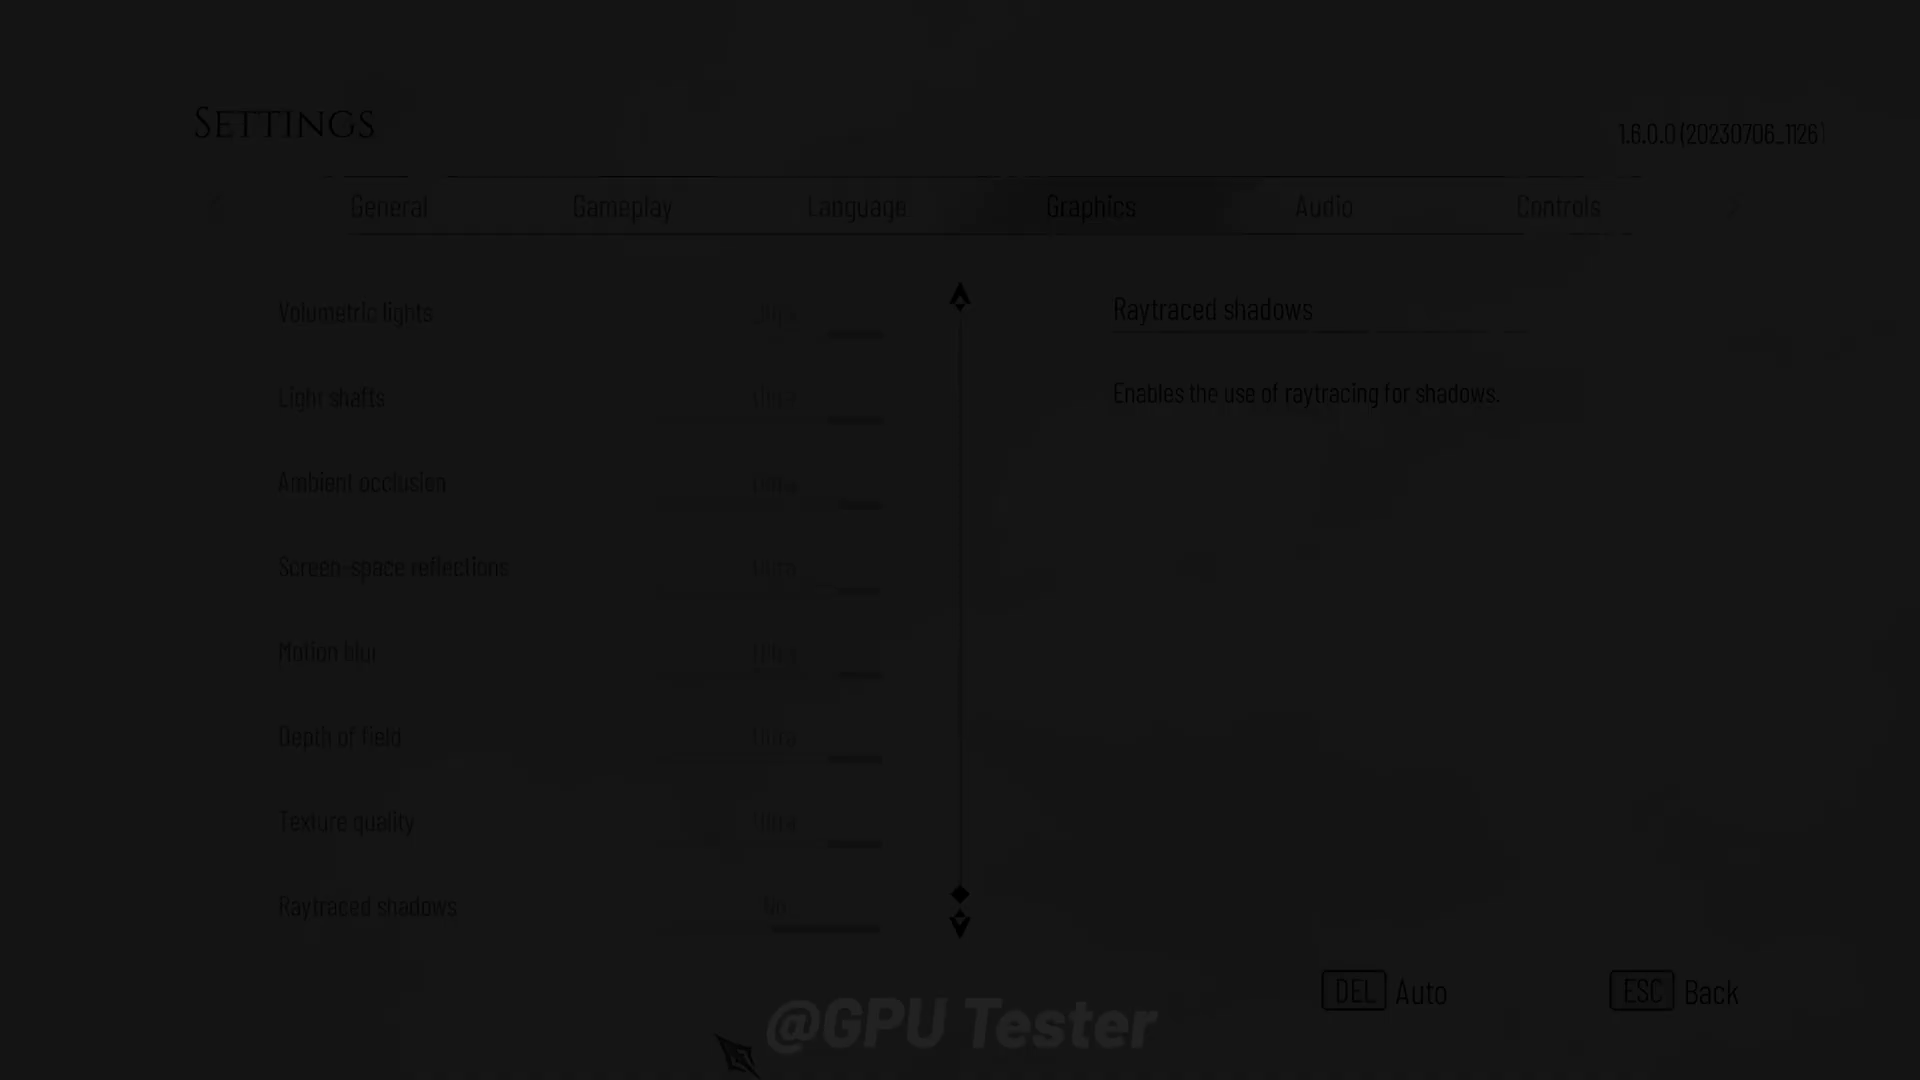 SETTINGS
1.6.0.0 (20230706_1126)
General Gameplay Language Graphics Audio Controls
Volumetric lights Ultra
Light shafts Ultra
Ambient occlusion Ultra
Screen-space reflections Ultra
Motion blur Ultra
Depth of field Ultra
Texture quality Ultra
Raytraced shadows No
Raytraced shadows
Enables the use of raytracing for shadows.
DEL Auto
ESC Back
@GPU Tester